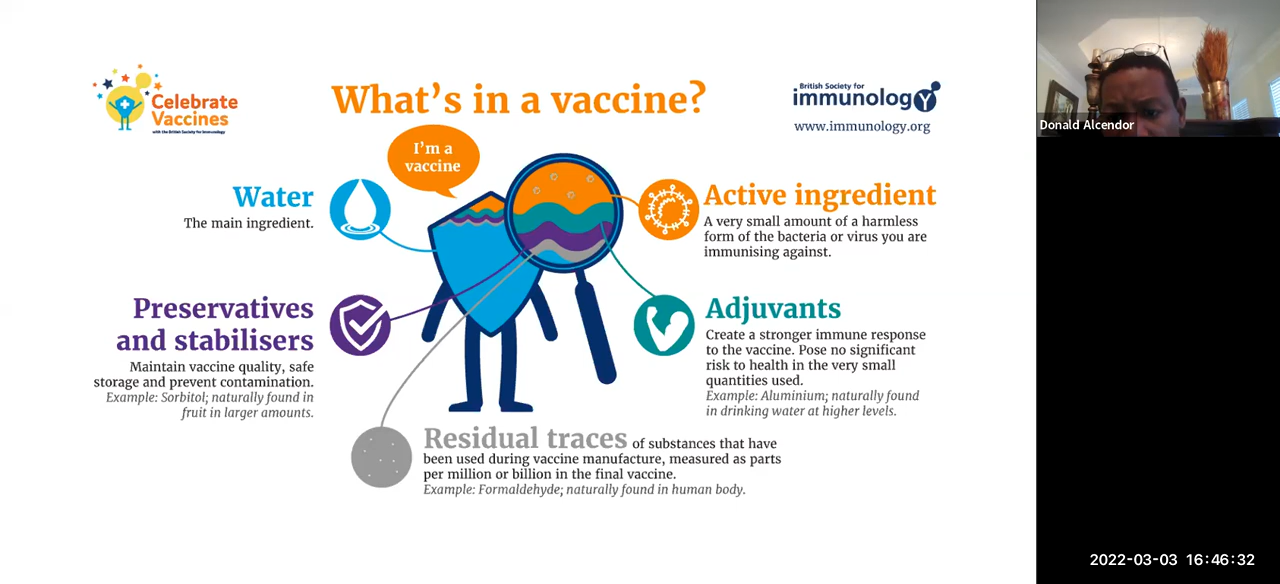 Celebrate
Vaccines
with the British Society for Immunology
What's in a vaccine?
British Society for
immunology
www.immunology.org
I'm a
vaccine
Water
The main ingredient.
Active ingredient
A very small amount of a harmless
form of the bacteria or virus you are
immunising against.
Preservatives
and stabilisers
Maintain vaccine quality, safe
storage and prevent contamination.
Example: Sorbitol; naturally found in
fruit in larger amounts.
Adjuvants
Create a stronger immune response
to the vaccine. Pose no significant
risk to health in the very small
quantities used.
Example: Aluminium; naturally found
in drinking water at higher levels.
Residual traces of substances that have
been used during vaccine manufacture, measured as parts
per million or billion in the final vaccine.
Example: Formaldehyde; naturally found in human body.
Donald Alcendor
2022-03-03 16:46:32